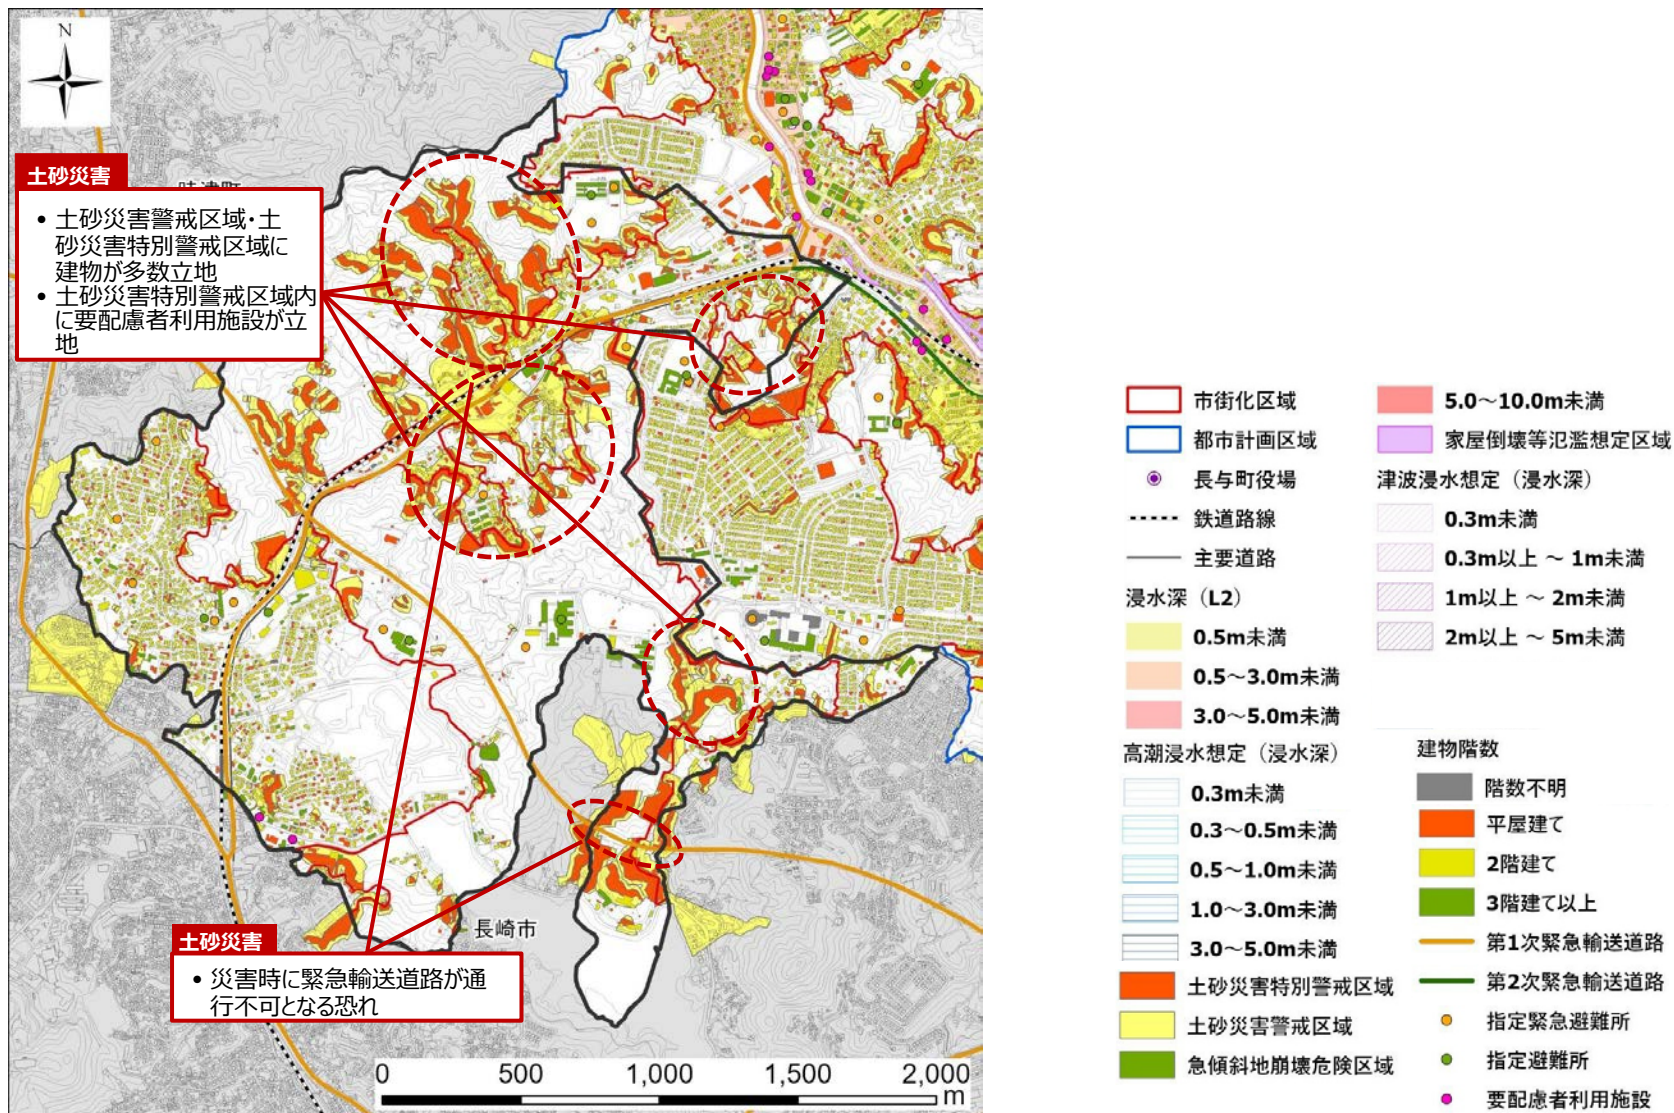 N
土砂災害
時津町
• 土砂災害警戒区域・土
砂災害特別警戒区域に
建物が多数立地
• 土砂災害特別警戒区域内
に要配慮者利用施設が立
地
土砂災害
• 災害時に緊急輸送道路が通
行不可となる恐れ
長崎市
0 500 1,000 1,500 2,000
m
市街化区域
都市計画区域
長与町役場
鉄道路線
主要道路
浸水深（L2）
0.5m未満
0.5～3.0m未満
3.0～5.0m未満
高潮浸水想定（浸水深）
0.3m未満
0.3～0.5m未満
0.5～1.0m未満
1.0～3.0m未満
3.0～5.0m未満
土砂災害特別警戒区域
土砂災害警戒区域
急傾斜地崩壊危険区域
5.0～10.0m未満
家屋倒壊等氾濫想定区域
津波浸水想定（浸水深）
0.3m未満
0.3m以上 ～ 1m未満
1m以上 ～ 2m未満
2m以上 ～ 5m未満
建物階数
階数不明
平屋建て
2階建て
3階建て以上
第1次緊急輸送道路
第2次緊急輸送道路
指定緊急避難所
指定避難所
要配慮者利用施設